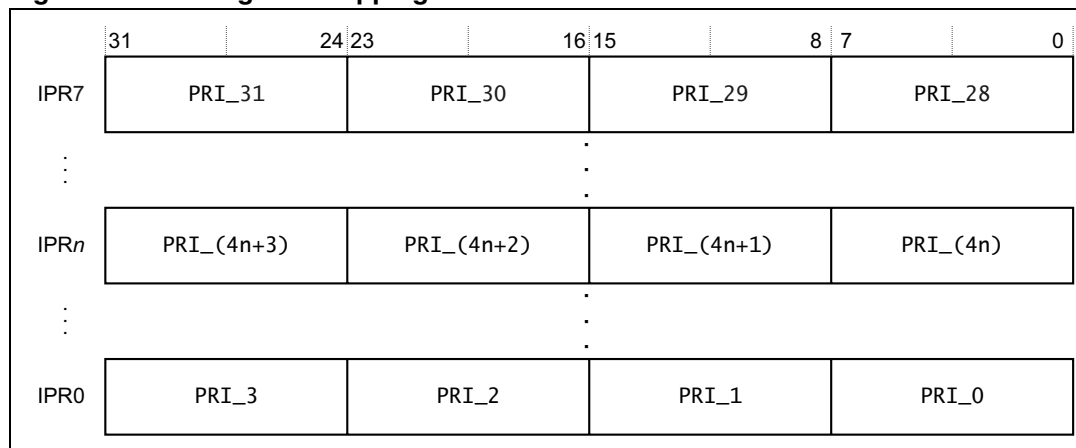 31 24 23 16 15 8 7 0
IPR7 PRI_31 PRI_30 PRI_29 PRI_28
IPRn PRI_(4n+3) PRI_(4n+2) PRI_(4n+1) PRI_(4n)
IPR0 PRI_3 PRI_2 PRI_1 PRI_0